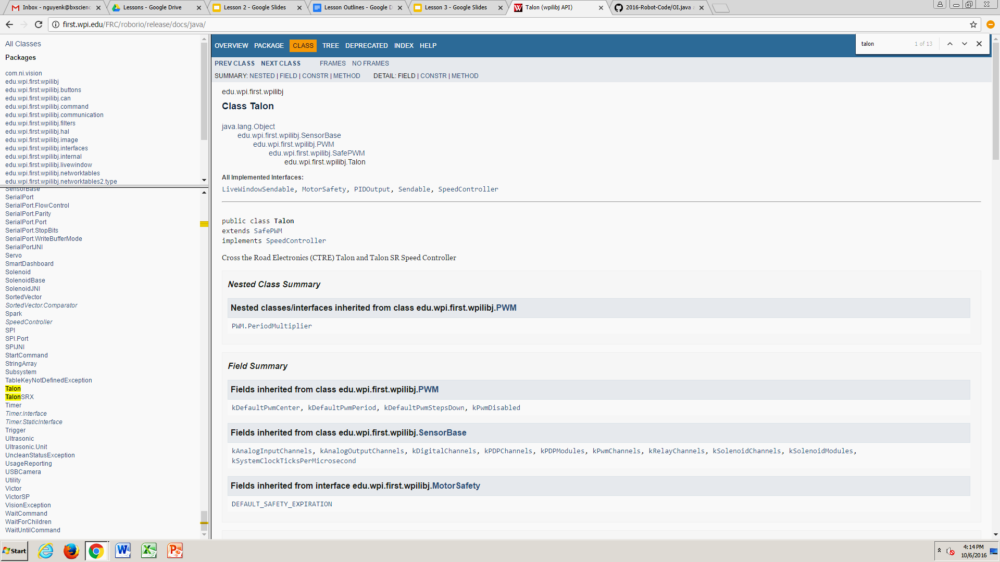 Inbox - nguyenk@bxscien
Lessons - Google Drive
Lesson 2 - Google Slides
Lesson Outlines - Google D
Lesson 3 - Google Slides
Talon (wpilibj API)
2016-Robot-Code/OI.java
first.wpi.edu/FRC/roborio/release/docs/java/
talon
1 of 13
All Classes
Packages
com.ni.vision
edu.wpi.first.wpilibj
edu.wpi.first.wpilibj.buttons
edu.wpi.first.wpilibj.can
edu.wpi.first.wpilibj.command
edu.wpi.first.wpilibj.communication
edu.wpi.first.wpilibj.filters
edu.wpi.first.wpilibj.hal
edu.wpi.first.wpilibj.image
edu.wpi.first.wpilibj.interfaces
edu.wpi.first.wpilibj.internal
edu.wpi.first.wpilibj.livewindow
edu.wpi.first.wpilibj.networktables
edu.wpi.first.wpilibj.networktables2.type
SensorBase
SerialPort
SerialPort.FlowControl
SerialPort.Parity
SerialPort.Port
SerialPort.StopBits
SerialPort.WriteBufferMode
SerialPortJNI
Servo
SmartDashboard
Solenoid
SolenoidBase
SolenoidJNI
SortedVector
SortedVector.Comparator
Spark
SpeedController
SPI
SPI.Port
SPIJNI
StartCommand
StringArray
Subsystem
TableKeyNotDefinedException
Talon
TalonSRX
Timer
Timer.Interface
Timer.StaticInterface
Trigger
Ultrasonic
Ultrasonic.Unit
UncleanStatusException
UsageReporting
USBCamera
Utility
Victor
VictorSP
VisionException
WaitCommand
WaitForChildren
WaitUntilCommand
OVERVIEW PACKAGE CLASS TREE DEPRECATED INDEX HELP
PREV CLASS NEXT CLASS FRAMES NO FRAMES
SUMMARY: NESTED | FIELD | CONSTR | METHOD DETAIL: FIELD | CONSTR | METHOD
edu.wpi.first.wpilibj
Class Talon
java.lang.Object
edu.wpi.first.wpilibj.SensorBase
edu.wpi.first.wpilibj.PWM
edu.wpi.first.wpilibj.SafePWM
edu.wpi.first.wpilibj.Talon
All Implemented Interfaces:
LiveWindowSendable, MotorSafety, PIDOutput, Sendable, SpeedController
public class Talon
extends SafePWM
implements SpeedController
Cross the Road Electronics (CTRE) Talon and Talon SR Speed Controller
Nested Class Summary
Nested classes/interfaces inherited from class edu.wpi.first.wpilibj.PWM
PWM.PeriodMultiplier
Field Summary
Fields inherited from class edu.wpi.first.wpilibj.PWM
kDefaultPwmCenter, kDefaultPwmPeriod, kDefaultPwmStepsDown, kPwmDisabled
Fields inherited from class edu.wpi.first.wpilibj.SensorBase
kAnalogInputChannels, kAnalogOutputChannels, kDigitalChannels, kPDPChannels, kPDPModules, kPwmChannels, kRelayChannels, kSolenoidChannels, kSolenoidModules,
kSystemClockTicksPerMicrosecond
Fields inherited from interface edu.wpi.first.wpilibj.MotorSafety
DEFAULT_SAFETY_EXPIRATION
Start
4:14 PM
10/6/2016